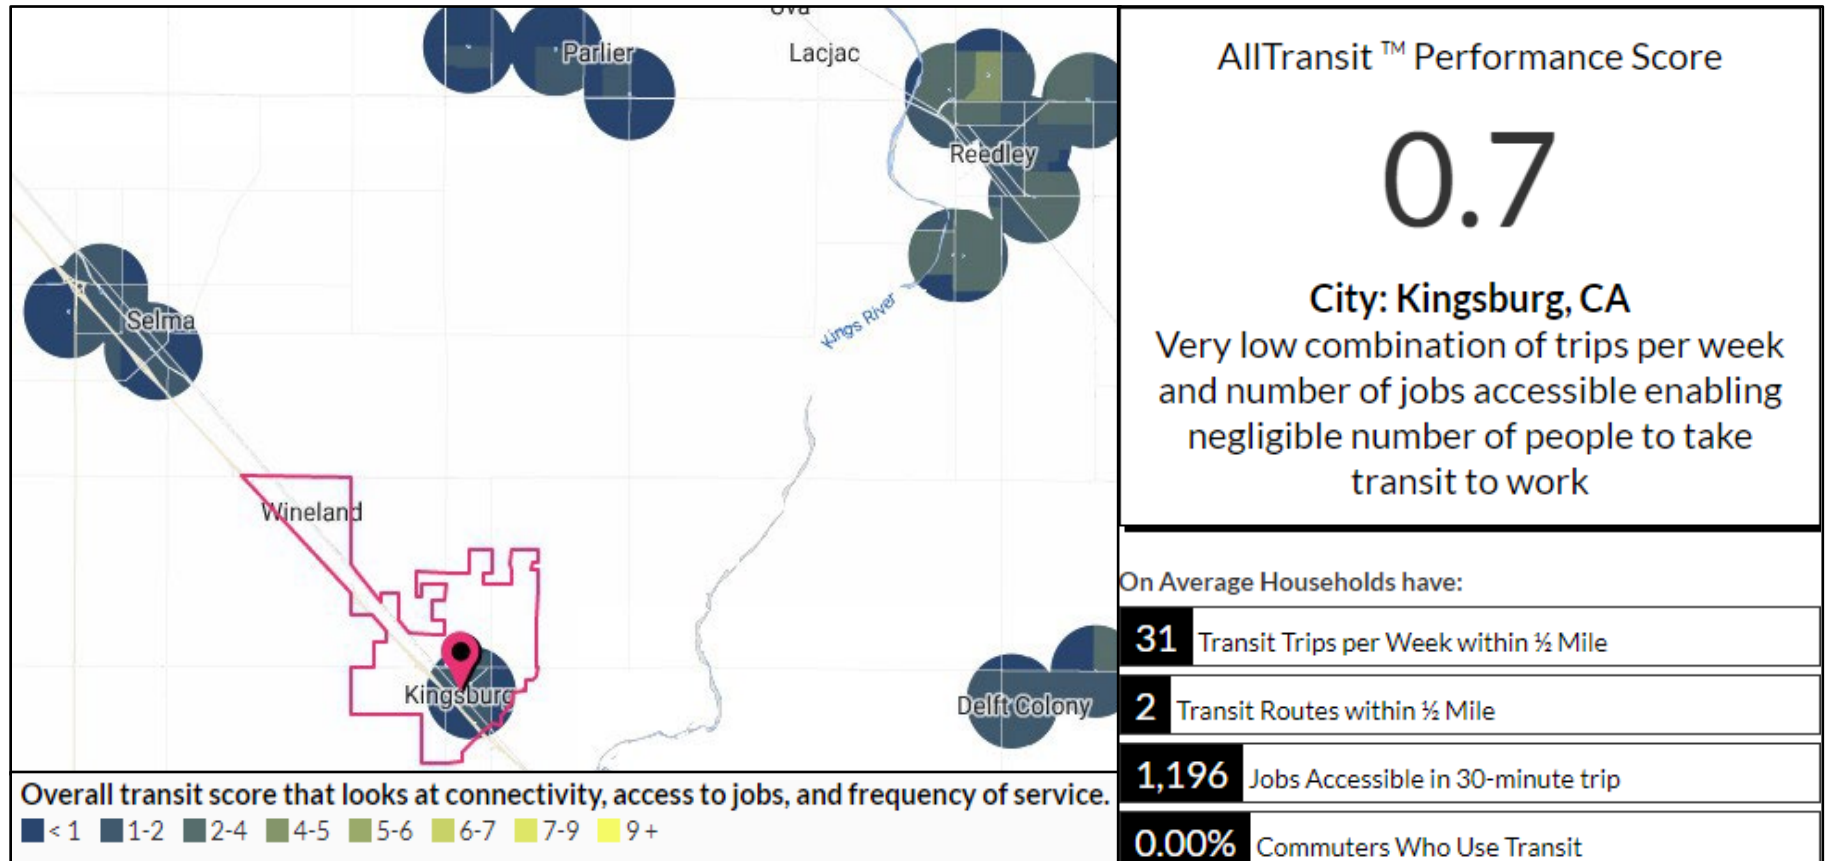 Parlier
Lacjac
Reedley
Selma
Kings River
Wineland
Kingsburg
Delft Colony
Overall transit score that looks at connectivity, access to jobs, and frequency of service.
< 1 1-2 2-4 4-5 5-6 6-7 7-9 9 +
AllTransit ™ Performance Score
0.7
City: Kingsburg, CA
Very low combination of trips per week
and number of jobs accessible enabling
negligible number of people to take
transit to work
On Average Households have:
31 Transit Trips per Week within ½ Mile
2 Transit Routes within ½ Mile
1,196 Jobs Accessible in 30-minute trip
0.00% Commuters Who Use Transit